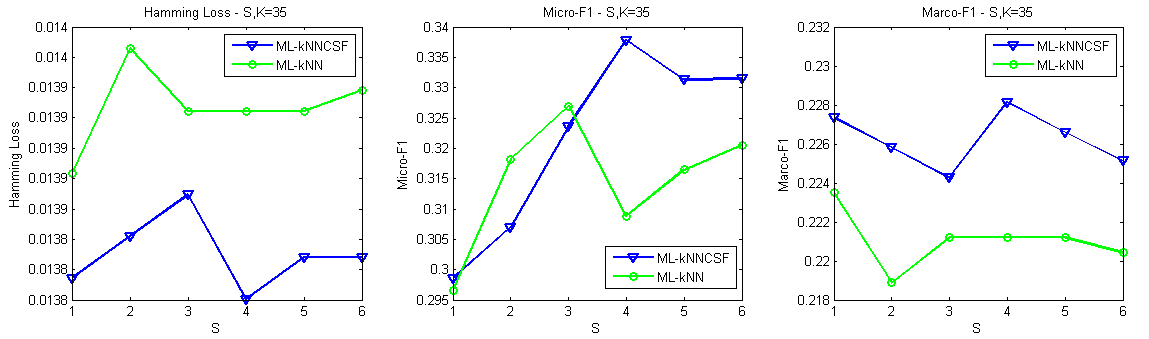 Hamming Loss - S,K=35
0.014
0.014
0.0139
0.0139
0.0139
0.0139
0.0138
0.0138
0.0138
Hamming Loss
1 2 3 4 5 6
S
ML-kNNCSF
ML-kNN
Micro-F1 - S,K=35
0.34
0.335
0.33
0.325
0.32
0.315
0.31
0.305
0.3
0.295
Micro-F1
1 2 3 4 5 6
S
ML-kNNCSF
ML-kNN
Marco-F1 - S,K=35
0.232
0.23
0.228
0.226
0.224
0.222
0.22
0.218
Marco-F1
1 2 3 4 5 6
S
ML-kNNCSF
ML-kNN